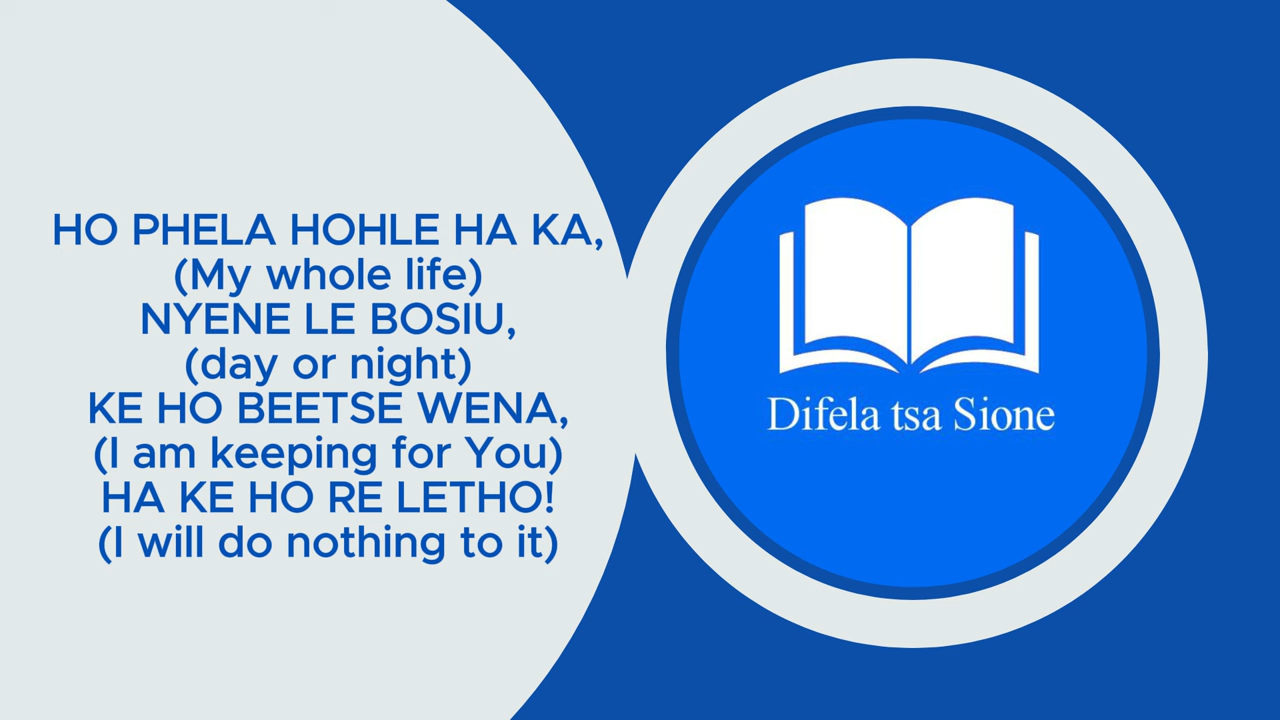 HO PHELA HOHLE HA KA,
(My whole life)
NYENE LE BOSIU,
(day or night)
KE HO BEETSE WENA,
(I am keeping for You)
HA KE HO RE LETHO!
(I will do nothing to it)
Difela tsa Sione